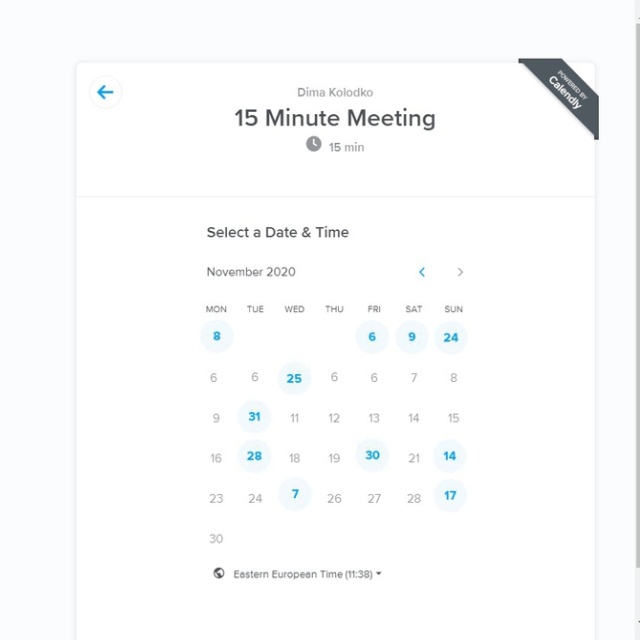 POWERED BY
Calendly
Dima Kolodko
15 Minute Meeting
15 min
Select a Date & Time
November 2020
MON TUE WED THU FRI SAT SUN
8 6 9 24
6 6 25 6 6 7 8
9 31 11 12 13 14 15
16 28 18 19 30 21 14
23 24 7 26 27 28 17
30
Eastern European Time (11:38)